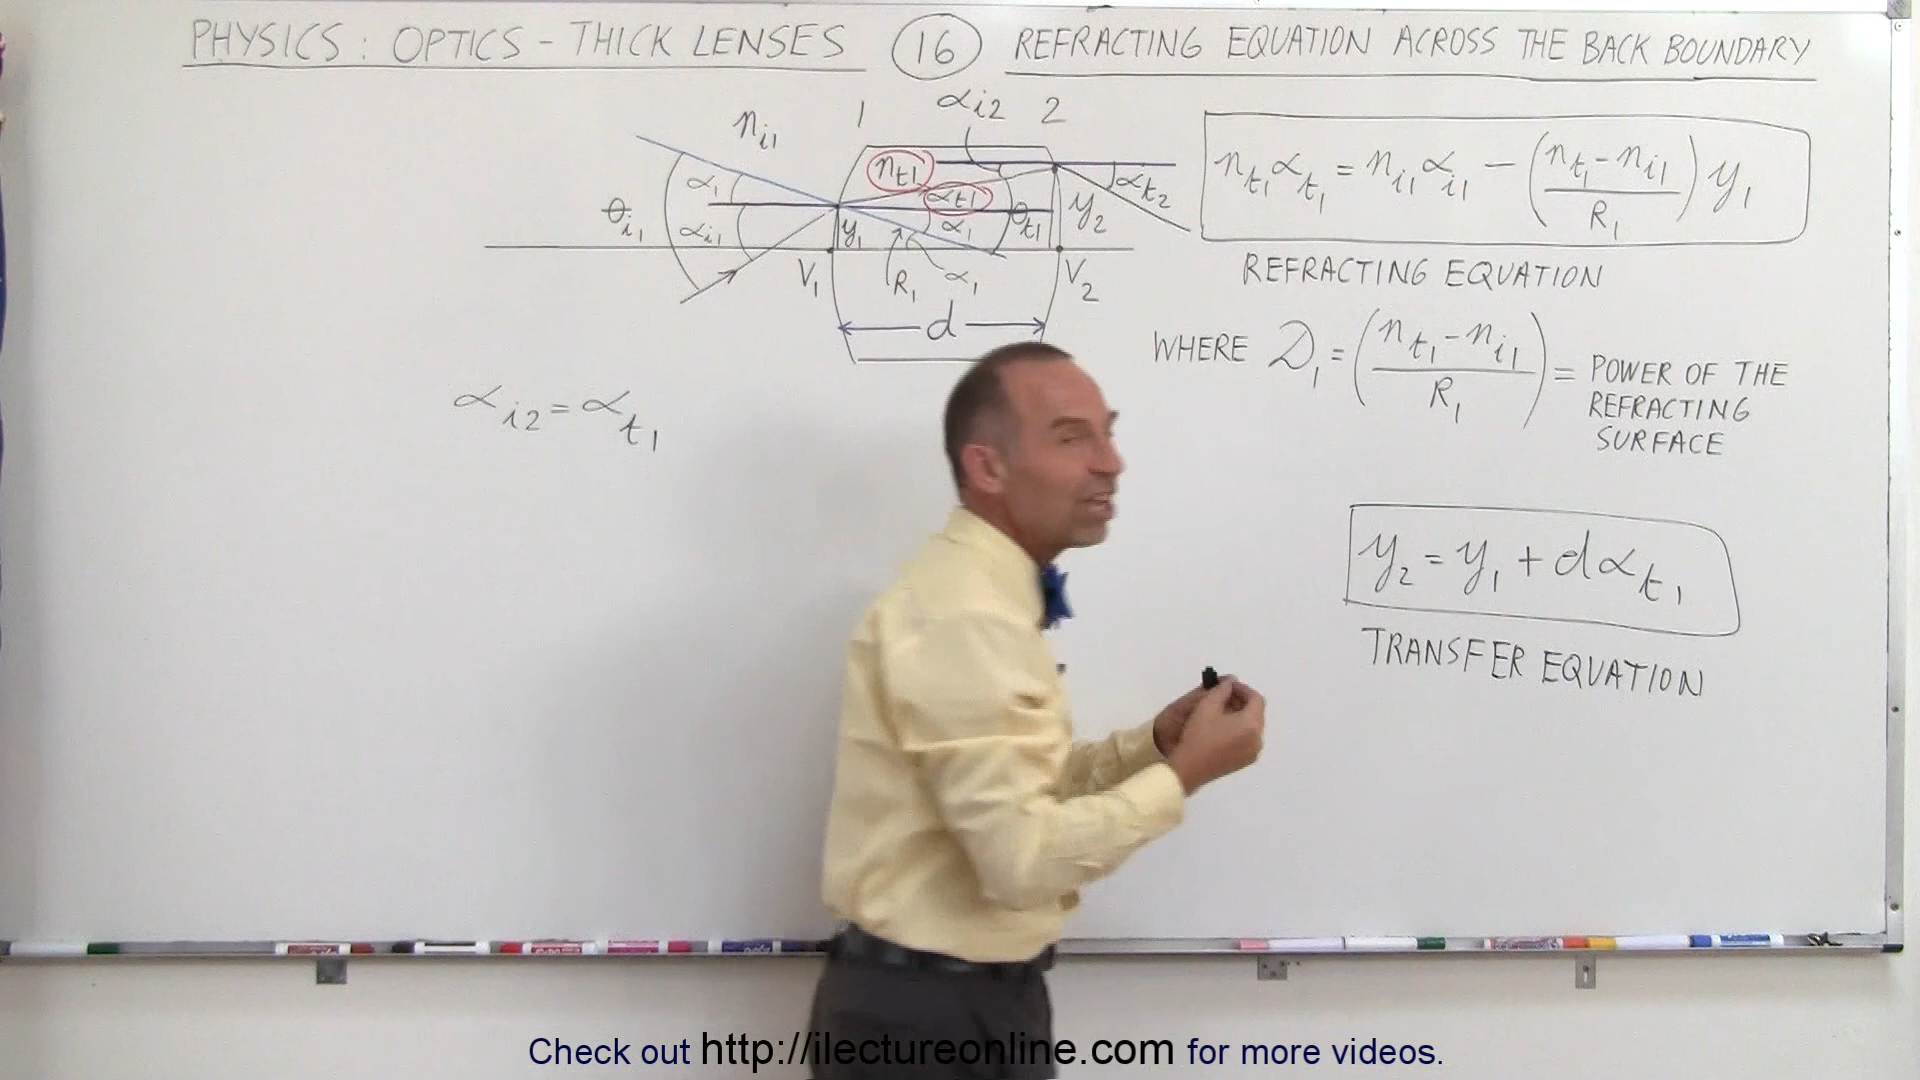 PHYSICS: OPTICS - THICK LENSES 16 REFRACTING EQUATION ACROSS THE BACK BOUNDARY
n_i1 1 α_i2 2
n_t1
α_1 α_t1 α_t2
θ_i1 α_i1 y_1 α_1 θ_t1 y_2
V_1 R_1 α_1 V_2
d
n_t1 α_t1 = n_i1 α_i1 - (n_t1 - n_i1 / R_1) y_1
REFRACTING EQUATION
WHERE D_1 = (n_t1 - n_i1 / R_1) = POWER OF THE
REFRACTING
SURFACE
α_i2 = α_t1
y_2 = y_1 + dα_t1
TRANSFER EQUATION
Check out http://ilectureonline.com for more videos.